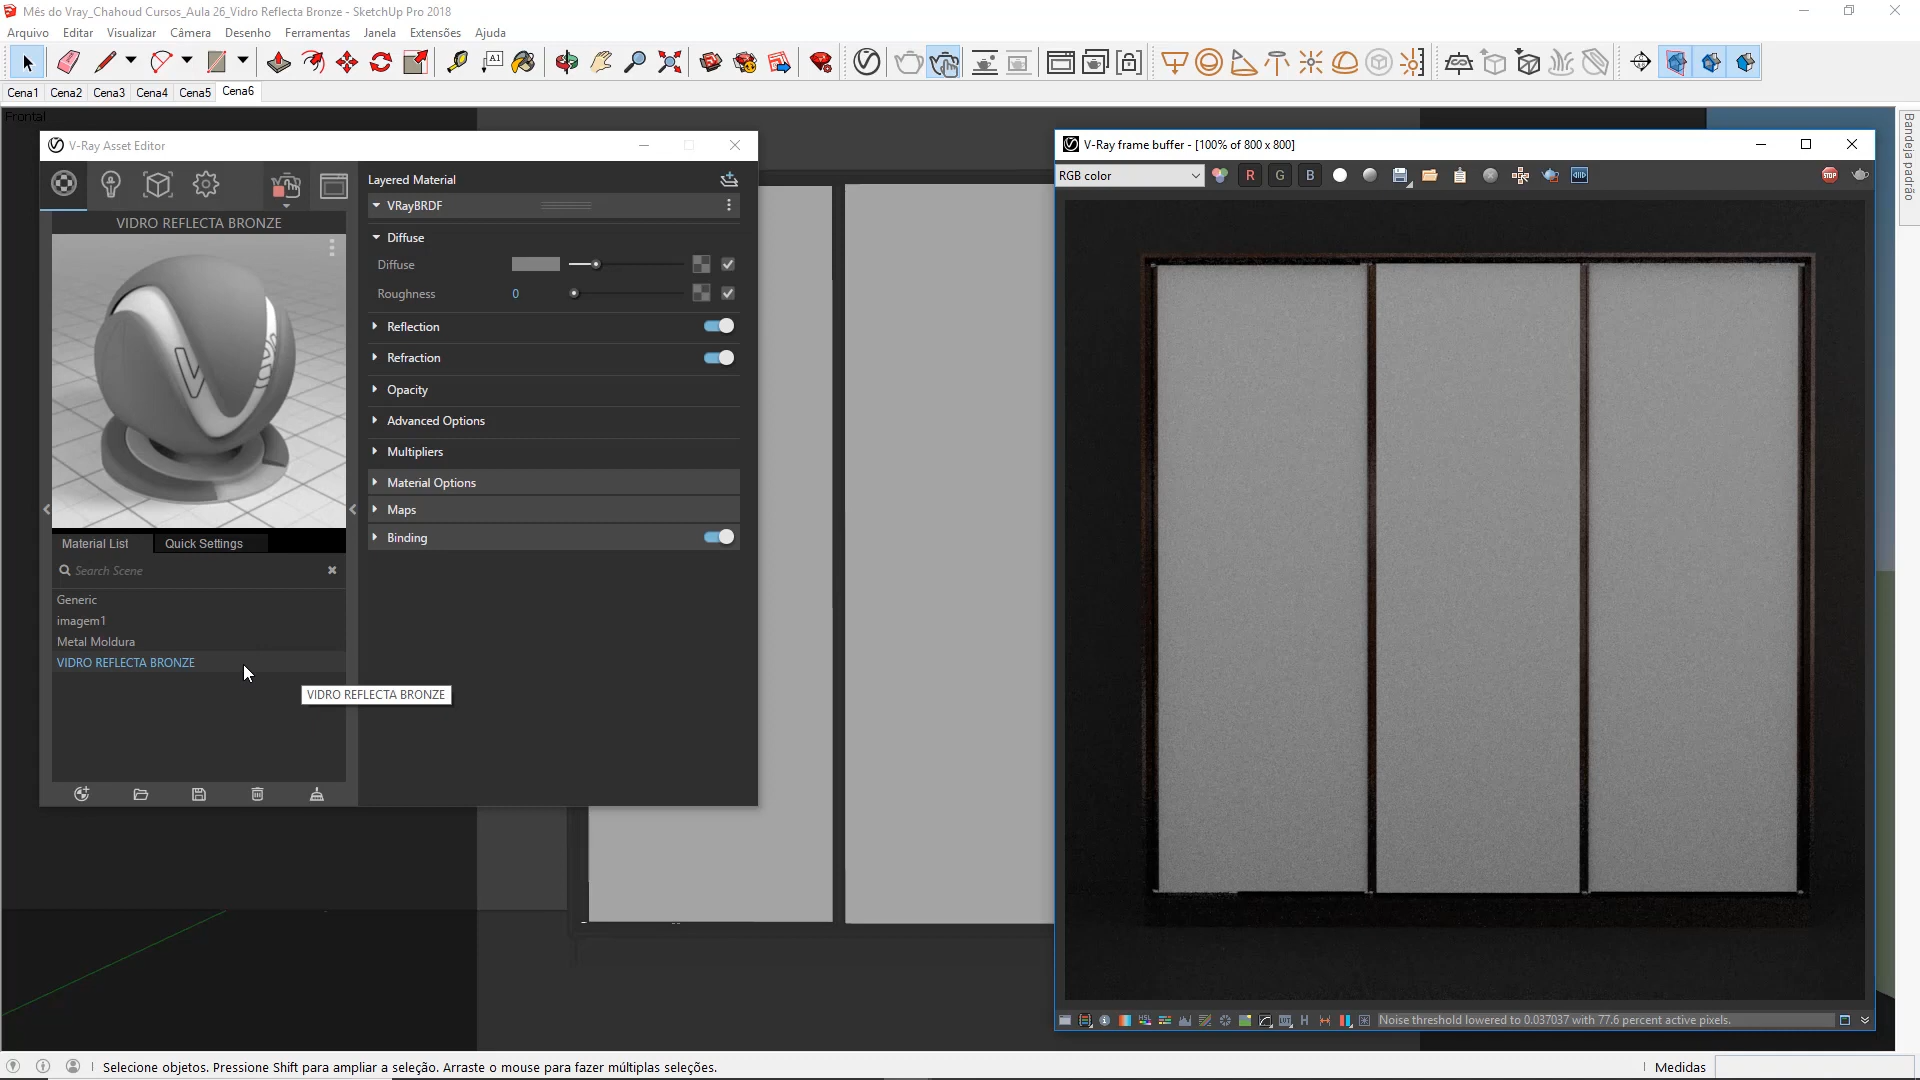 Mês do Vray_Chahoud Cursos_Aula 26_Vidro Reflecta Bronze - SketchUp Pro 2018
Arquivo Editar Visualizar Câmera Desenho Ferramentas Janela Extensões Ajuda
A1
Cena1 Cena2 Cena3 Cena4 Cena5 Cena6
Frontal
Bandeja padrão
V-Ray Asset Editor
VIDRO REFLECTA BRONZE
Material List Quick Settings
Search Scene
Generic
imagem1
Metal Moldura
VIDRO REFLECTA BRONZE
VIDRO REFLECTA BRONZE
Layered Material
VRayBRDF
Diffuse
Diffuse
Roughness 0
Reflection
Refraction
Opacity
Advanced Options
Multipliers
Material Options
Maps
Binding
V-Ray frame buffer - [100% of 800 x 800]
RGB color R G B STOP
HSL H Noise threshold lowered to 0.037037 with 77.6 percent active pixels.
Selecione objetos. Pressione Shift para ampliar a seleção. Arraste o mouse para fazer múltiplas seleções.
Medidas